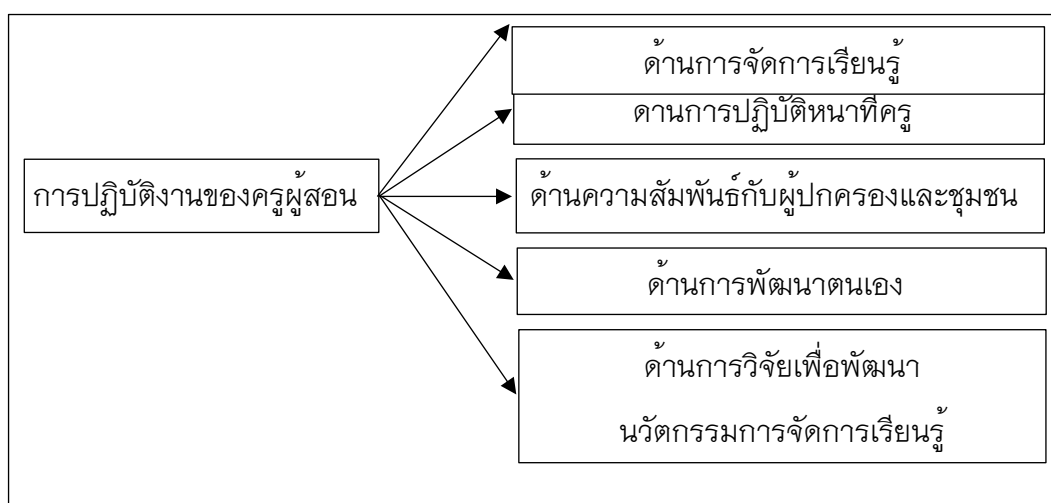 ด้านการจัดการเรียนรู้
ดานการปฏิบัติหนาที่ครู
การปฏิบัติงานของครูผู้สอน
ด้านความสัมพันธ์กับผู้ปกครองและชุมชน
ด้านการพัฒนาตนเอง
ด้านการวิจัยเพื่อพัฒนา
นวัตกรรมการจัดการเรียนรู้